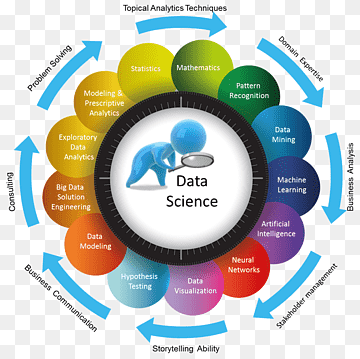 Topical Analytics Techniques
Domain Expertise
Business Analysis
Stakeholder management
Storytelling Ability
Business Communication
Consulting
Problem Solving
Statistics
Mathematics
Pattern
Recognition
Data
Mining
Machine
Learning
Artificial
Intelligence
Neural
Networks
Data
Visualization
Hypothesis
Testing
Data
Modeling
Big Data
Solution
Engineering
Exploratory
Data
Analytics
Modeling &
Prescriptive
Analytics
Data
Science